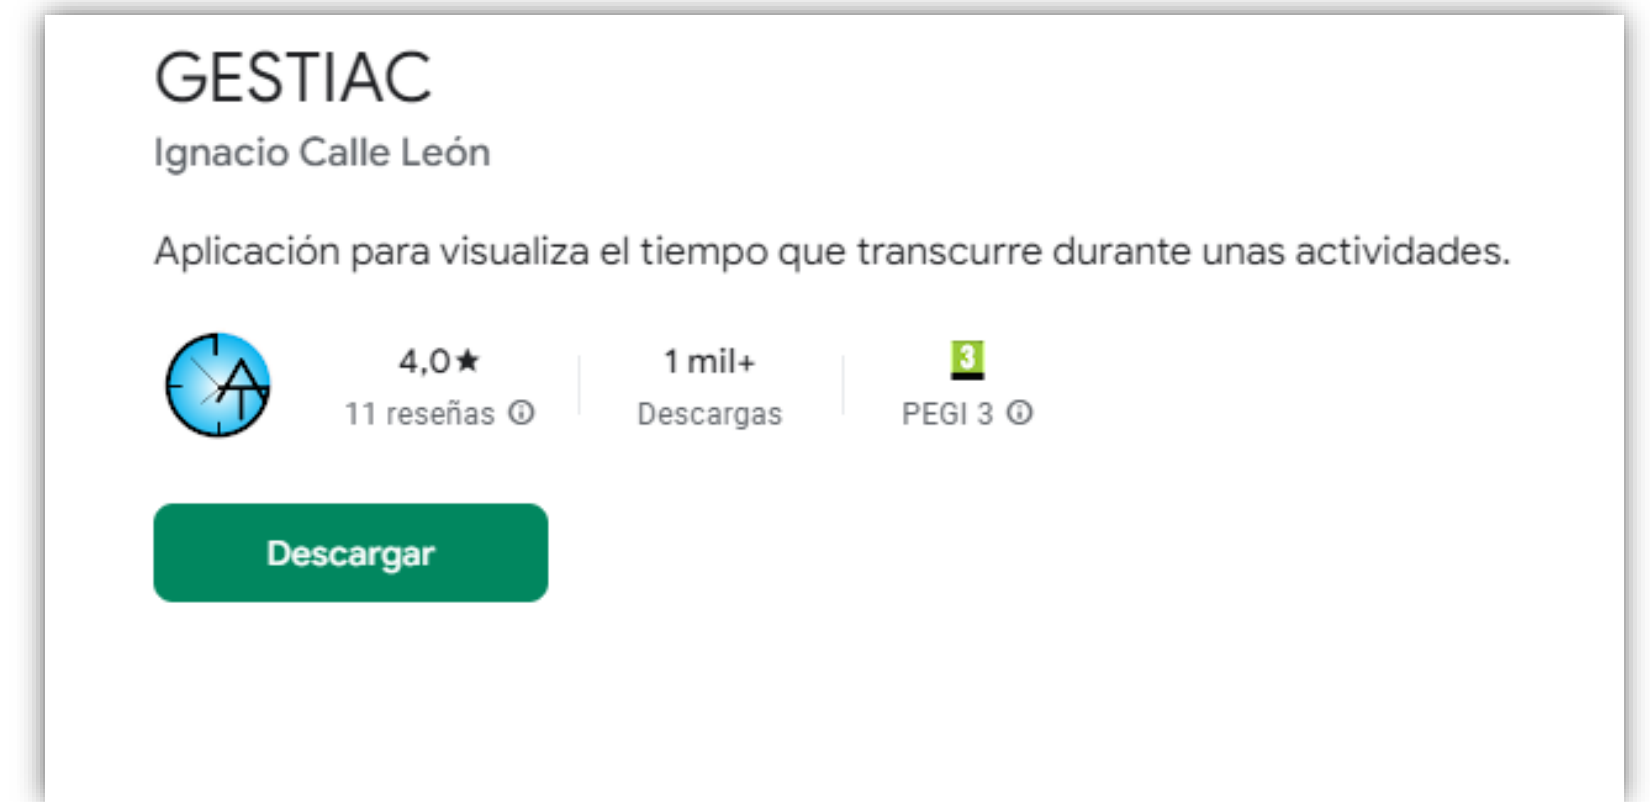 GESTIAC
Ignacio Calle León
Aplicación para visualiza el tiempo que transcurre durante unas actividades.
AT
4,0★
1 mil+
3
11 reseñas
Descargas
PEGI 3
Descargar